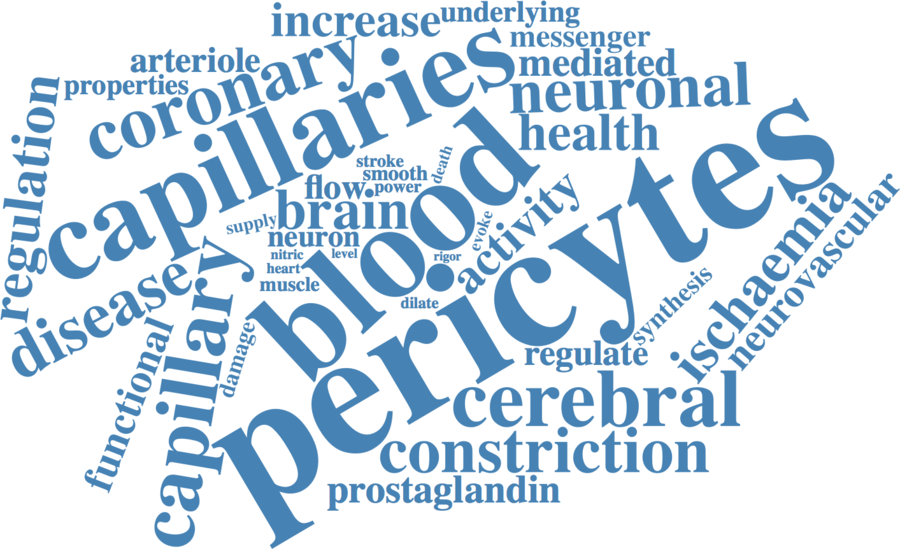 increase
underlying
messenger
arteriole
mediated
properties
coronary
neuronal
capillaries
health
regulation
stroke
death
smooth
flow
power
blood
pericytes
brain
supply
evoke
activity
neuron
nitric
level
rigor
heart
muscle
dilate
disease
capillary
ischaemia
neurovascular
synthesis
functional
damage
regulate
cerebral
constriction
prostaglandin